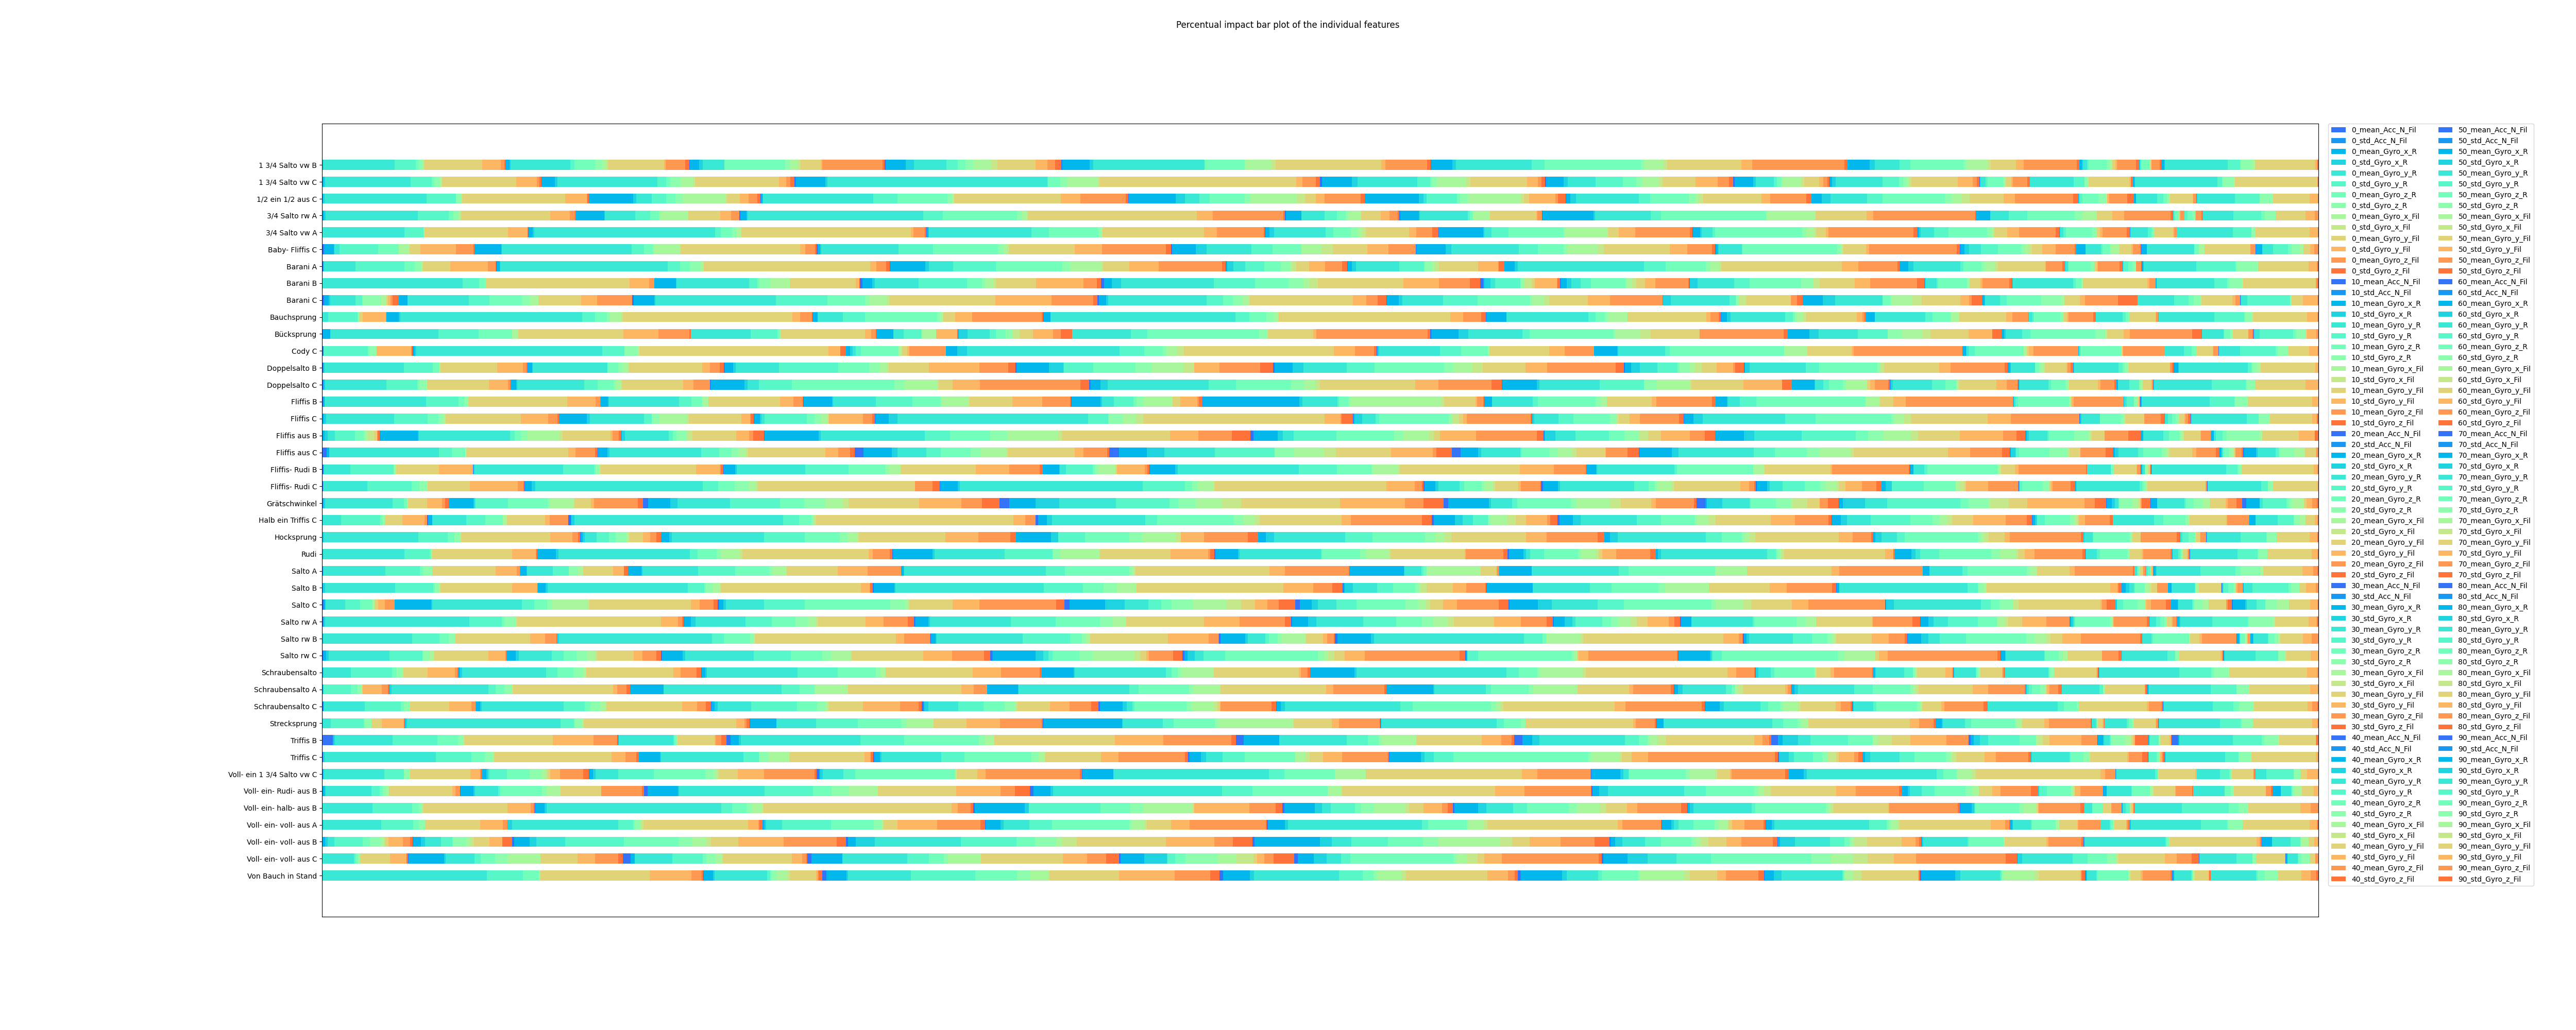 Percentual impact bar plot of the individual features
1 3/4 Salto vw B
1 3/4 Salto vw C
1/2 ein 1/2 aus C
3/4 Salto rw A
3/4 Salto vw A
Baby- Fliffis C
Barani A
Barani B
Barani C
Bauchsprung
Bücksprung
Cody C
Doppelsalto B
Doppelsalto C
Fliffis B
Fliffis C
Fliffis aus B
Fliffis aus C
Fliffis- Rudi B
Fliffis- Rudi C
Grätschwinkel
Halb ein Triffis C
Hocksprung
Rudi
Salto A
Salto B
Salto C
Salto rw A
Salto rw B
Salto rw C
Schraubensalto
Schraubensalto A
Schraubensalto C
Strecksprung
Triffis B
Triffis C
Voll- ein 1 3/4 Salto vw C
Voll- ein- Rudi- aus B
Voll- ein- halb- aus B
Voll- ein- voll- aus A
Voll- ein- voll- aus B
Voll- ein- voll- aus C
Von Bauch in Stand
0_mean_Acc_N_Fil
0_std_Acc_N_Fil
0_mean_Gyro_x_R
0_std_Gyro_x_R
0_mean_Gyro_y_R
0_std_Gyro_y_R
0_mean_Gyro_z_R
0_std_Gyro_z_R
0_mean_Gyro_x_Fil
0_std_Gyro_x_Fil
0_mean_Gyro_y_Fil
0_std_Gyro_y_Fil
0_mean_Gyro_z_Fil
0_std_Gyro_z_Fil
10_mean_Acc_N_Fil
10_std_Acc_N_Fil
10_mean_Gyro_x_R
10_std_Gyro_x_R
10_mean_Gyro_y_R
10_std_Gyro_y_R
10_mean_Gyro_z_R
10_std_Gyro_z_R
10_mean_Gyro_x_Fil
10_std_Gyro_x_Fil
10_mean_Gyro_y_Fil
10_std_Gyro_y_Fil
10_mean_Gyro_z_Fil
10_std_Gyro_z_Fil
20_mean_Acc_N_Fil
20_std_Acc_N_Fil
20_mean_Gyro_x_R
20_std_Gyro_x_R
20_mean_Gyro_y_R
20_std_Gyro_y_R
20_mean_Gyro_z_R
20_std_Gyro_z_R
20_mean_Gyro_x_Fil
20_std_Gyro_x_Fil
20_mean_Gyro_y_Fil
20_std_Gyro_y_Fil
20_mean_Gyro_z_Fil
20_std_Gyro_z_Fil
30_mean_Acc_N_Fil
30_std_Acc_N_Fil
30_mean_Gyro_x_R
30_std_Gyro_x_R
30_mean_Gyro_y_R
30_std_Gyro_y_R
30_mean_Gyro_z_R
30_std_Gyro_z_R
30_mean_Gyro_x_Fil
30_std_Gyro_x_Fil
30_mean_Gyro_y_Fil
30_std_Gyro_y_Fil
30_mean_Gyro_z_Fil
30_std_Gyro_z_Fil
40_mean_Acc_N_Fil
40_std_Acc_N_Fil
40_mean_Gyro_x_R
40_std_Gyro_x_R
40_mean_Gyro_y_R
40_std_Gyro_y_R
40_mean_Gyro_z_R
40_std_Gyro_z_R
40_mean_Gyro_x_Fil
40_std_Gyro_x_Fil
40_mean_Gyro_y_Fil
40_std_Gyro_y_Fil
40_mean_Gyro_z_Fil
40_std_Gyro_z_Fil
50_mean_Acc_N_Fil
50_std_Acc_N_Fil
50_mean_Gyro_x_R
50_std_Gyro_x_R
50_mean_Gyro_y_R
50_std_Gyro_y_R
50_mean_Gyro_z_R
50_std_Gyro_z_R
50_mean_Gyro_x_Fil
50_std_Gyro_x_Fil
50_mean_Gyro_y_Fil
50_std_Gyro_y_Fil
50_mean_Gyro_z_Fil
50_std_Gyro_z_Fil
60_mean_Acc_N_Fil
60_std_Acc_N_Fil
60_mean_Gyro_x_R
60_std_Gyro_x_R
60_mean_Gyro_y_R
60_std_Gyro_y_R
60_mean_Gyro_z_R
60_std_Gyro_z_R
60_mean_Gyro_x_Fil
60_std_Gyro_x_Fil
60_mean_Gyro_y_Fil
60_std_Gyro_y_Fil
60_mean_Gyro_z_Fil
60_std_Gyro_z_Fil
70_mean_Acc_N_Fil
70_std_Acc_N_Fil
70_mean_Gyro_x_R
70_std_Gyro_x_R
70_mean_Gyro_y_R
70_std_Gyro_y_R
70_mean_Gyro_z_R
70_std_Gyro_z_R
70_mean_Gyro_x_Fil
70_std_Gyro_x_Fil
70_mean_Gyro_y_Fil
70_std_Gyro_y_Fil
70_mean_Gyro_z_Fil
70_std_Gyro_z_Fil
80_mean_Acc_N_Fil
80_std_Acc_N_Fil
80_mean_Gyro_x_R
80_std_Gyro_x_R
80_mean_Gyro_y_R
80_std_Gyro_y_R
80_mean_Gyro_z_R
80_std_Gyro_z_R
80_mean_Gyro_x_Fil
80_std_Gyro_x_Fil
80_mean_Gyro_y_Fil
80_std_Gyro_y_Fil
80_mean_Gyro_z_Fil
80_std_Gyro_z_Fil
90_mean_Acc_N_Fil
90_std_Acc_N_Fil
90_mean_Gyro_x_R
90_std_Gyro_x_R
90_mean_Gyro_y_R
90_std_Gyro_y_R
90_mean_Gyro_z_R
90_std_Gyro_z_R
90_mean_Gyro_x_Fil
90_std_Gyro_x_Fil
90_mean_Gyro_y_Fil
90_std_Gyro_y_Fil
90_mean_Gyro_z_Fil
90_std_Gyro_z_Fil